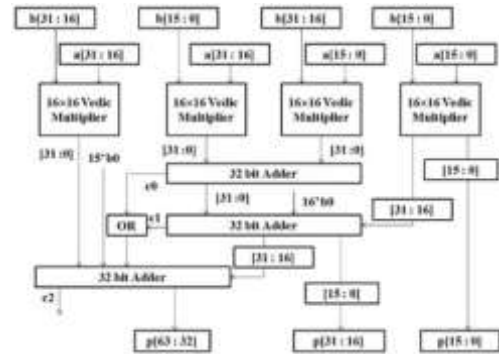 b[31 : 16]
b[15 : 0]
b[31 : 16]
b[15 : 0]
a[31 : 16]
a[31 : 16]
a[15 : 0]
a[15 : 0]
16×16 Vedic
Multiplier
16×16 Vedic
Multiplier
16×16 Vedic
Multiplier
16×16 Vedic
Multiplier
[31 :0]
15'b0
[31 :0]
[31 :0]
[15 : 0]
32 bit Adder
c0
[31 :0]
16'b0
[31 : 16]
OR
c1
32 bit Adder
[31 : 16]
32 bit Adder
[15 : 0]
c2
p[63 : 32]
p[31 : 16]
p[15 : 0]